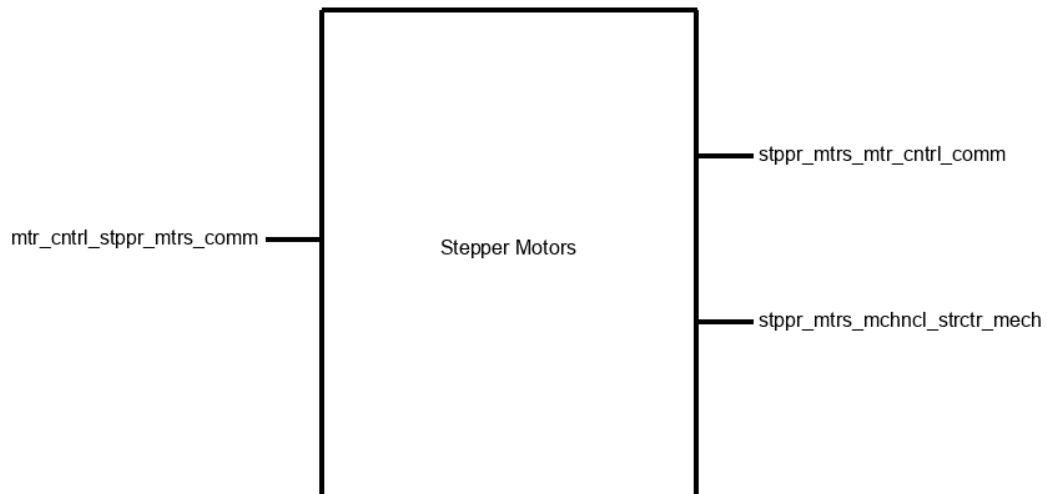 stppr_mtrs_mtr_cntrl_comm
mtr_cntrl_stppr_mtrs_comm
Stepper Motors
stppr_mtrs_mchncl_strctr_mech